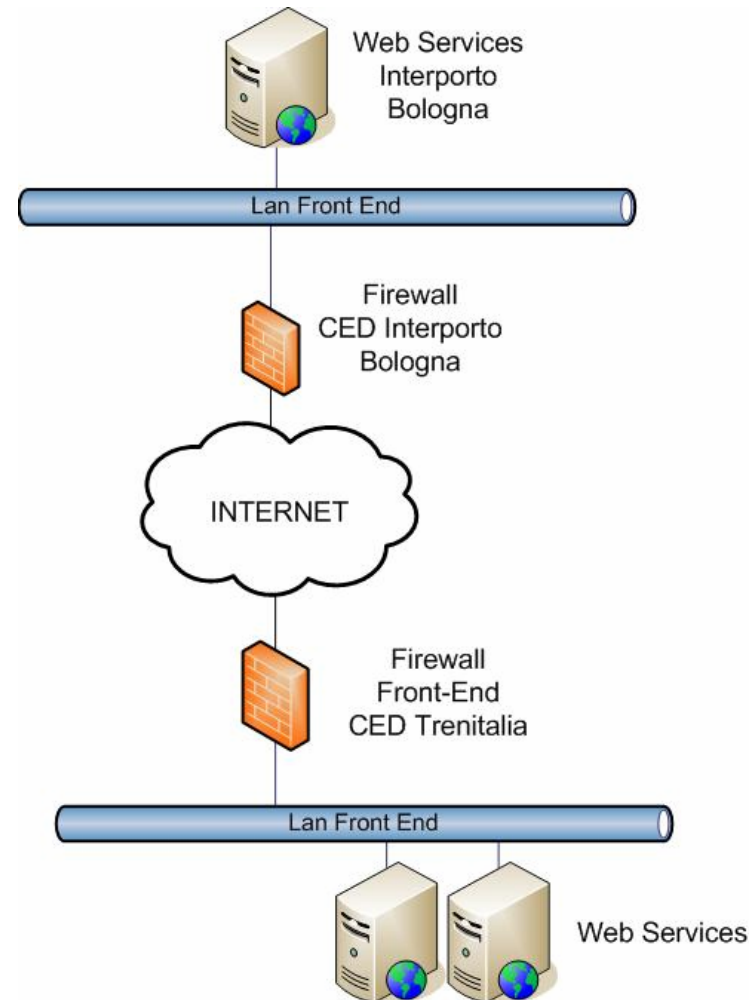 Web Services
Interporto
Bologna
Lan Front End
Firewall
CED Interporto
Bologna
INTERNET
Firewall
Front-End
CED Trenitalia
Lan Front End
Web Services